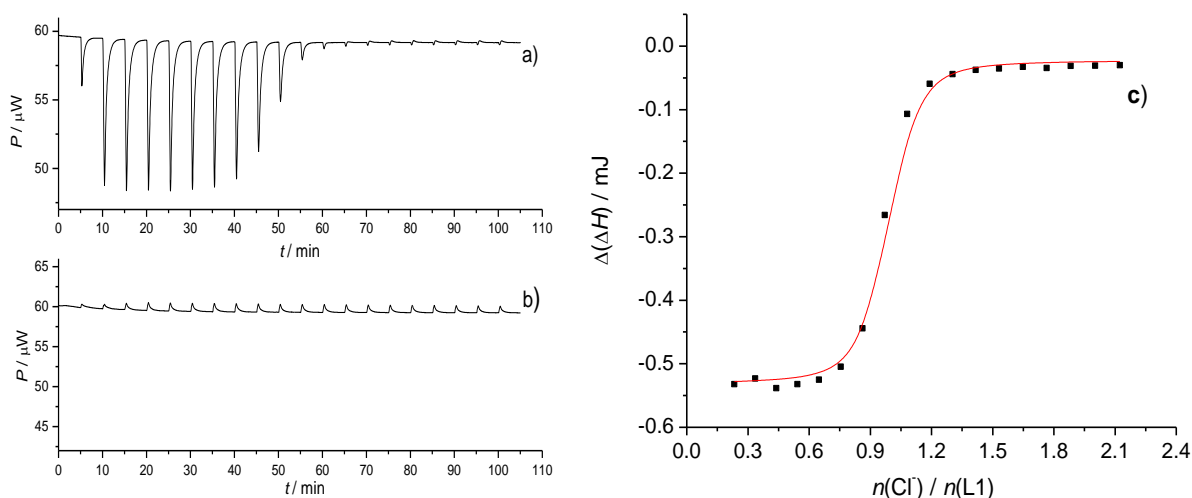 a)
P / μW
60
55
50
0 10 20 30 40 50 60 70 80 90 100 110
t / min
b)
P / μW
65
60
55
50
45
0 10 20 30 40 50 60 70 80 90 100 110
t / min
c)
Δ(ΔH) / mJ
0.0
-0.1
-0.2
-0.3
-0.4
-0.5
-0.6
0.0 0.3 0.6 0.9 1.2 1.5 1.8 2.1 2.4
n(Cl⁻) / n(L1)